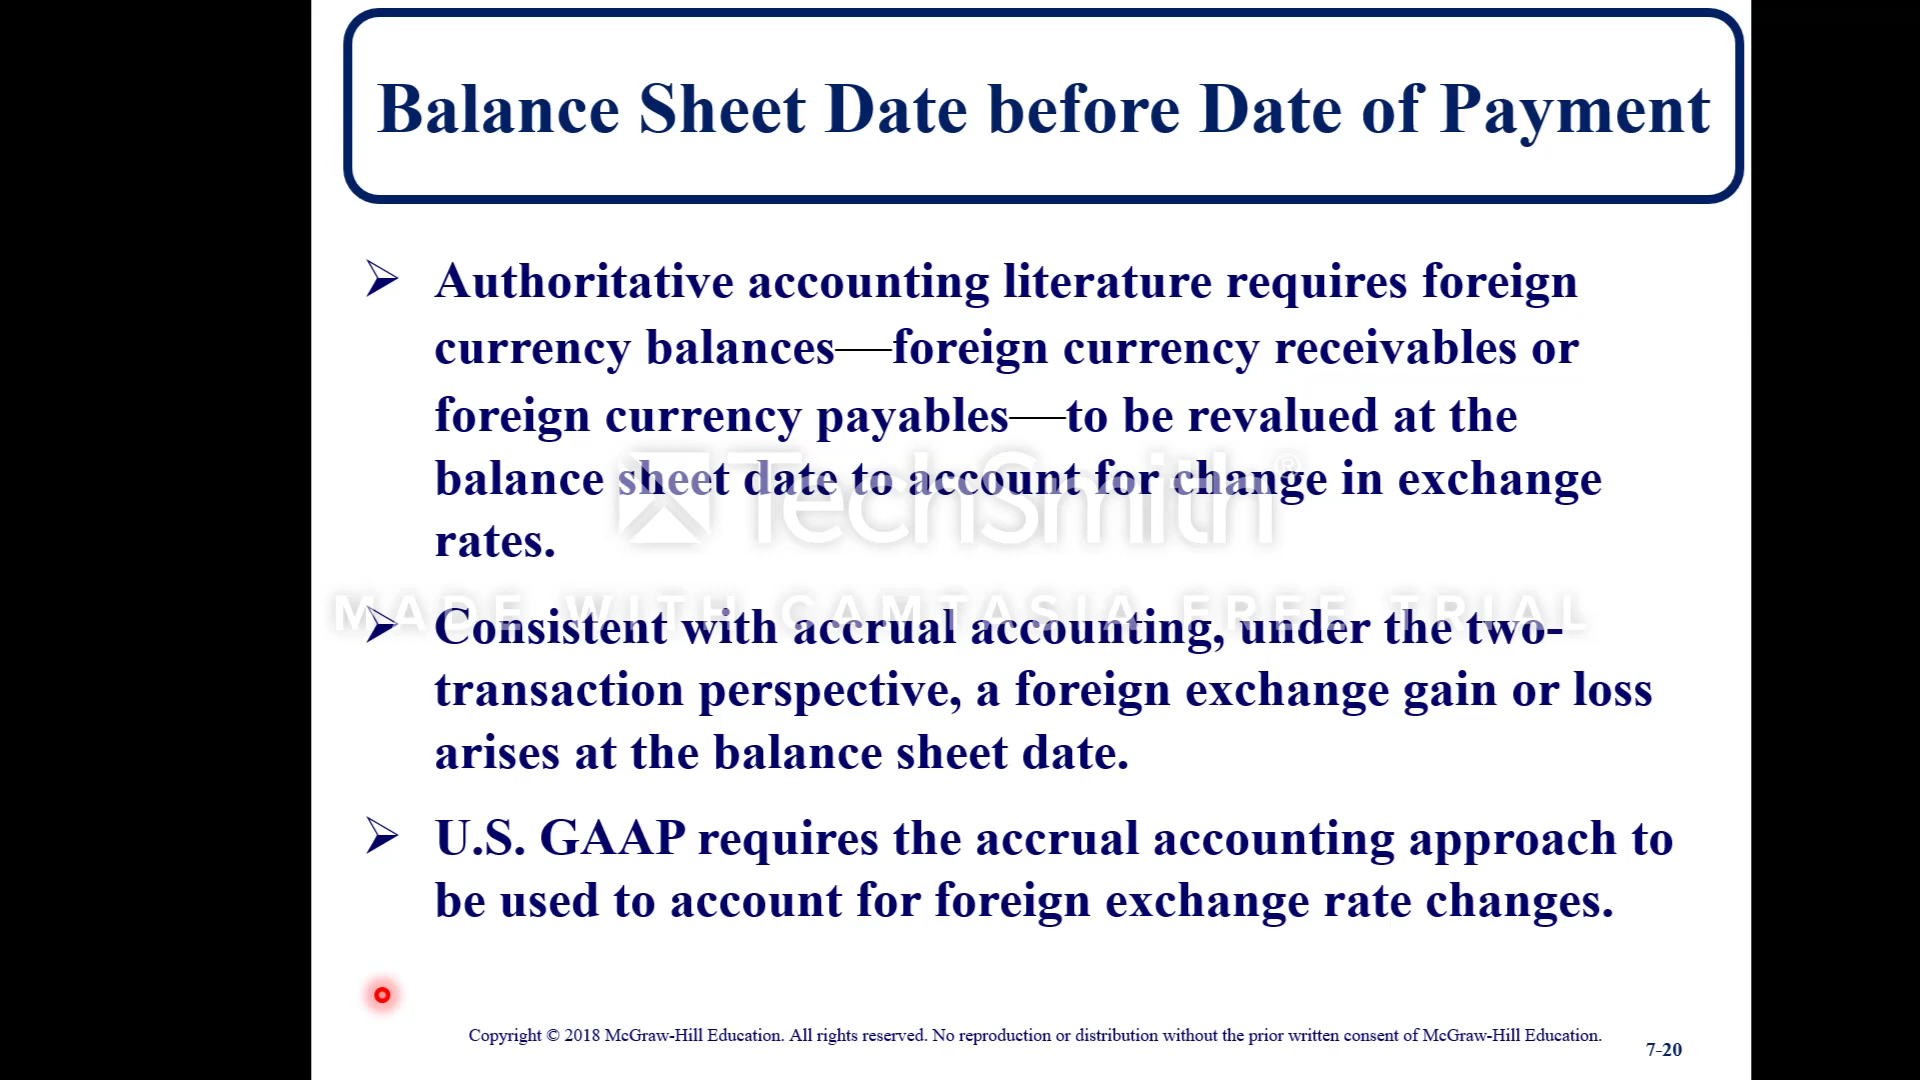 Balance Sheet Date before Date of Payment
➢ Authoritative accounting literature requires foreign
currency balances—foreign currency receivables or
foreign currency payables—to be revalued at the
balance sheet date to account for change in exchange
rates.
TechSmith®
MADE WITH CAMTASIA FREE TRIAL
➢ Consistent with accrual accounting, under the two-
transaction perspective, a foreign exchange gain or loss
arises at the balance sheet date.
➢ U.S. GAAP requires the accrual accounting approach to
be used to account for foreign exchange rate changes.
Copyright © 2018 McGraw-Hill Education. All rights reserved. No reproduction or distribution without the prior written consent of McGraw-Hill Education.
7-20